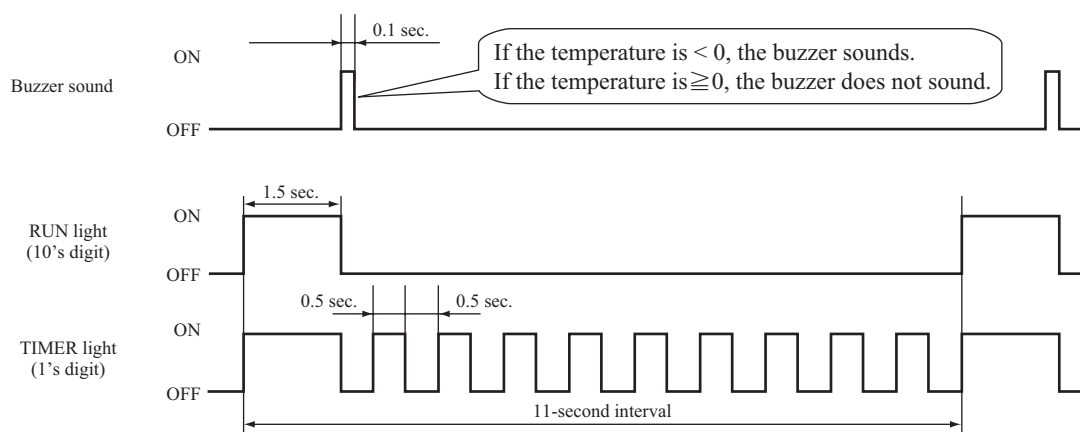 0.1 sec.
ON
If the temperature is < 0, the buzzer sounds.
If the temperature is≧0, the buzzer does not sound.
Buzzer sound
OFF
1.5 sec.
ON
RUN light
(10's digit)
OFF
0.5 sec.
0.5 sec.
ON
TIMER light
(1's digit)
OFF
11-second interval